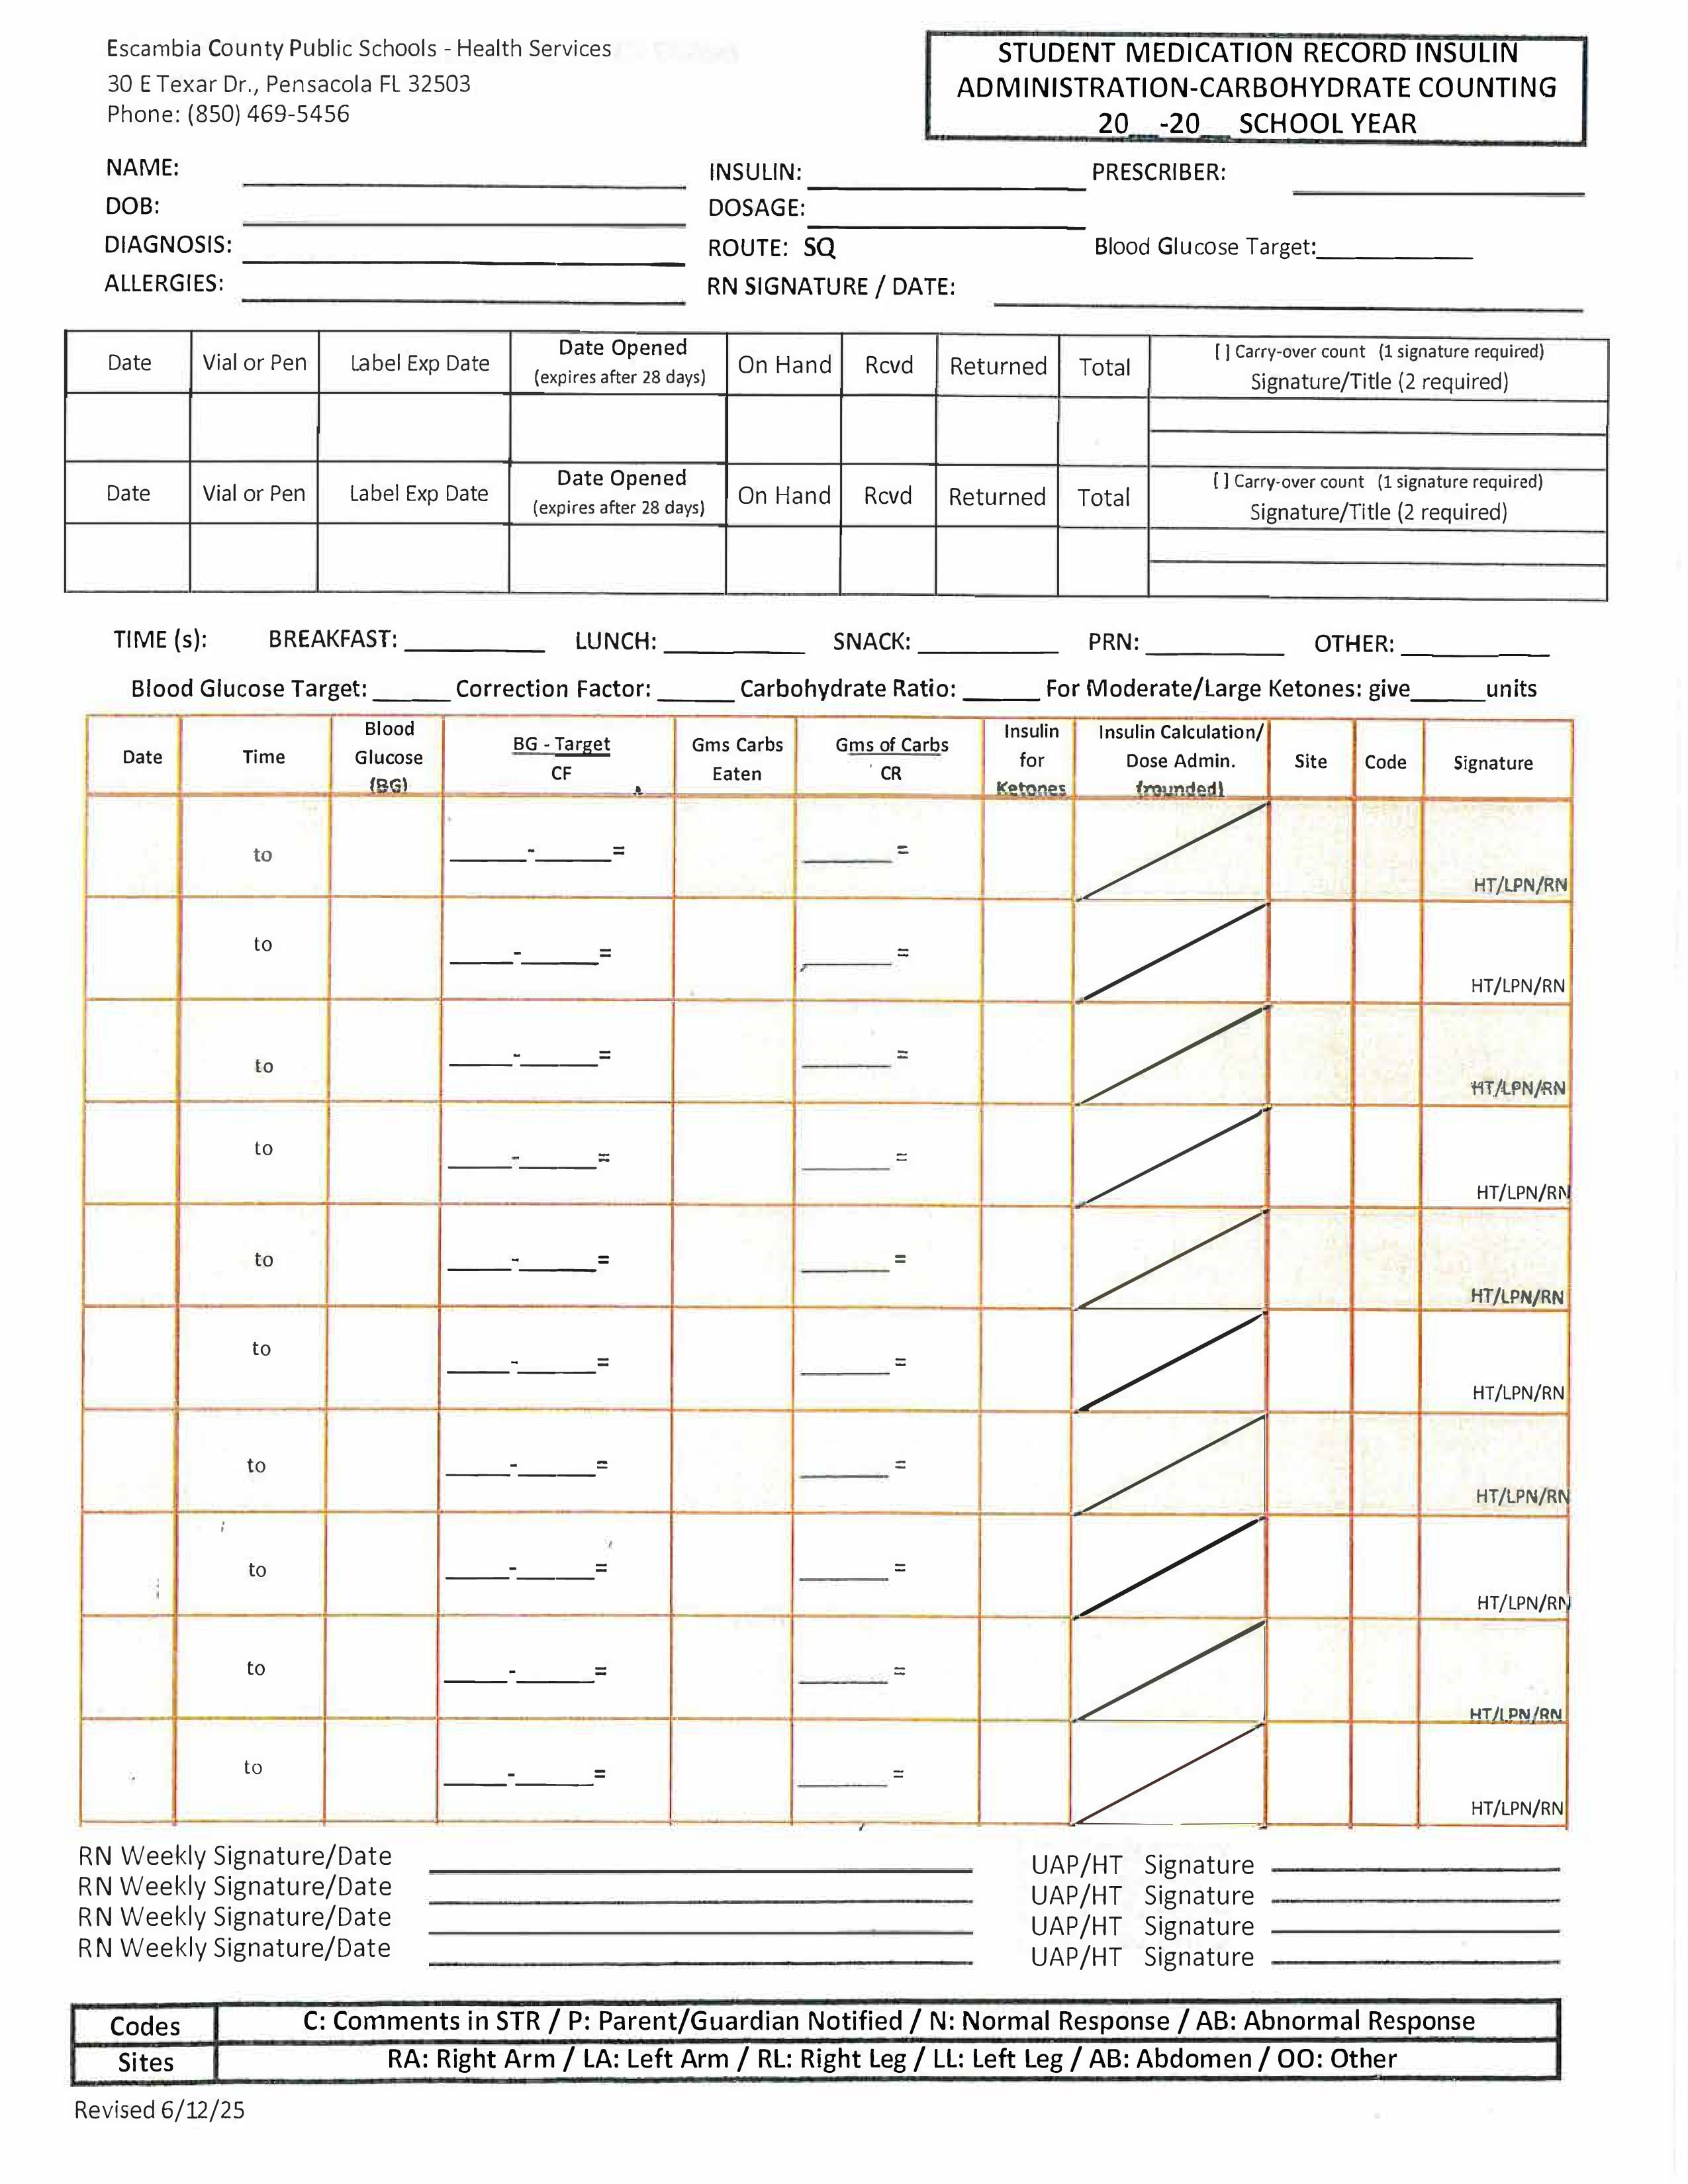 Escambia County Public Schools - Health Services
30 E Texar Dr., Pensacola FL 32503
Phone: (850) 469-5456
STUDENT MEDICATION RECORD INSULIN
ADMINISTRATION-CARBOHYDRATE COUNTING
20__-20__ SCHOOL YEAR
NAME: INSULIN: PRESCRIBER:
DOB: DOSAGE:
DIAGNOSIS: ROUTE: SQ Blood Glucose Target:
ALLERGIES: RN SIGNATURE / DATE:
Date Vial or Pen Label Exp Date Date Opened (expires after 28 days) On Hand Rcvd Returned Total [ ] Carry-over count (1 signature required) Signature/Title (2 required)
Date Vial or Pen Label Exp Date Date Opened (expires after 28 days) On Hand Rcvd Returned Total [ ] Carry-over count (1 signature required) Signature/Title (2 required)
TIME (s): BREAKFAST: LUNCH: SNACK: PRN: OTHER:
Blood Glucose Target: Correction Factor: Carbohydrate Ratio: For Moderate/Large Ketones: give units
Date Time Blood Glucose (BG) BG - Target CF Gms Carbs Eaten Gms of Carbs CR Insulin for Ketones Insulin Calculation/ Dose Admin. (rounded) Site Code Signature
to - = = HT/LPN/RN
to - = = HT/LPN/RN
to - = = HT/LPN/RN
to - = = HT/LPN/RN
to - = = HT/LPN/RN
to - = = HT/LPN/RN
to - = = HT/LPN/RN
to - = = HT/LPN/RN
to - = = HT/LPN/RN
to - = = HT/LPN/RN
RN Weekly Signature/Date UAP/HT Signature
RN Weekly Signature/Date UAP/HT Signature
RN Weekly Signature/Date UAP/HT Signature
RN Weekly Signature/Date UAP/HT Signature
Codes C: Comments in STR / P: Parent/Guardian Notified / N: Normal Response / AB: Abnormal Response
Sites RA: Right Arm / LA: Left Arm / RL: Right Leg / LL: Left Leg / AB: Abdomen / OO: Other
Revised 6/12/25